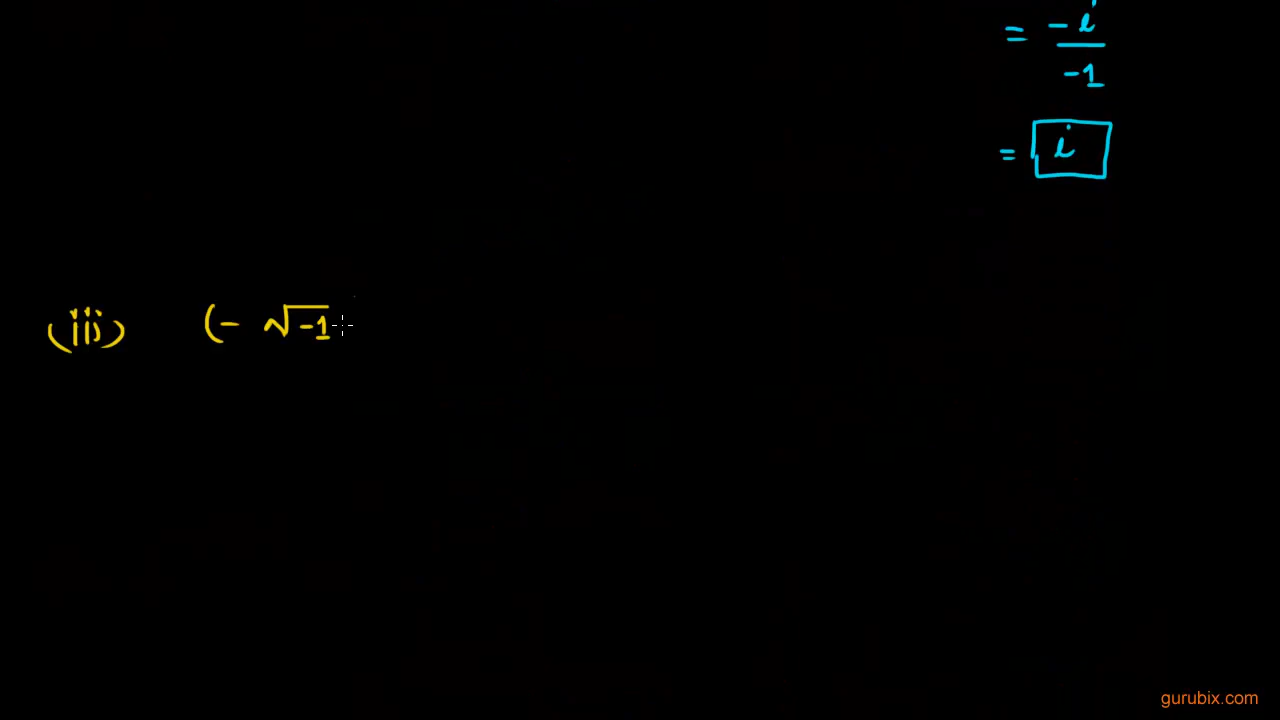 = -i / -1
= i
(iii) (- √-1
gurubix.com